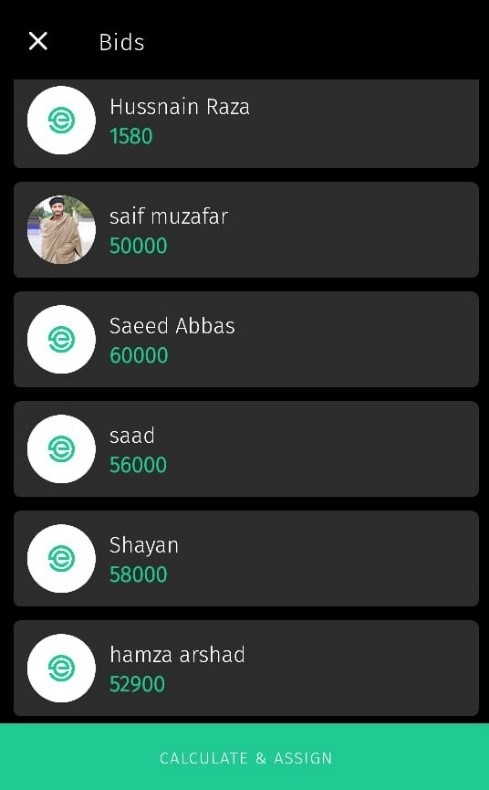 Bids
Hussnain Raza
1580
saif muzafar
50000
Saeed Abbas
60000
saad
56000
Shayan
58000
hamza arshad
52900
CALCULATE & ASSIGN